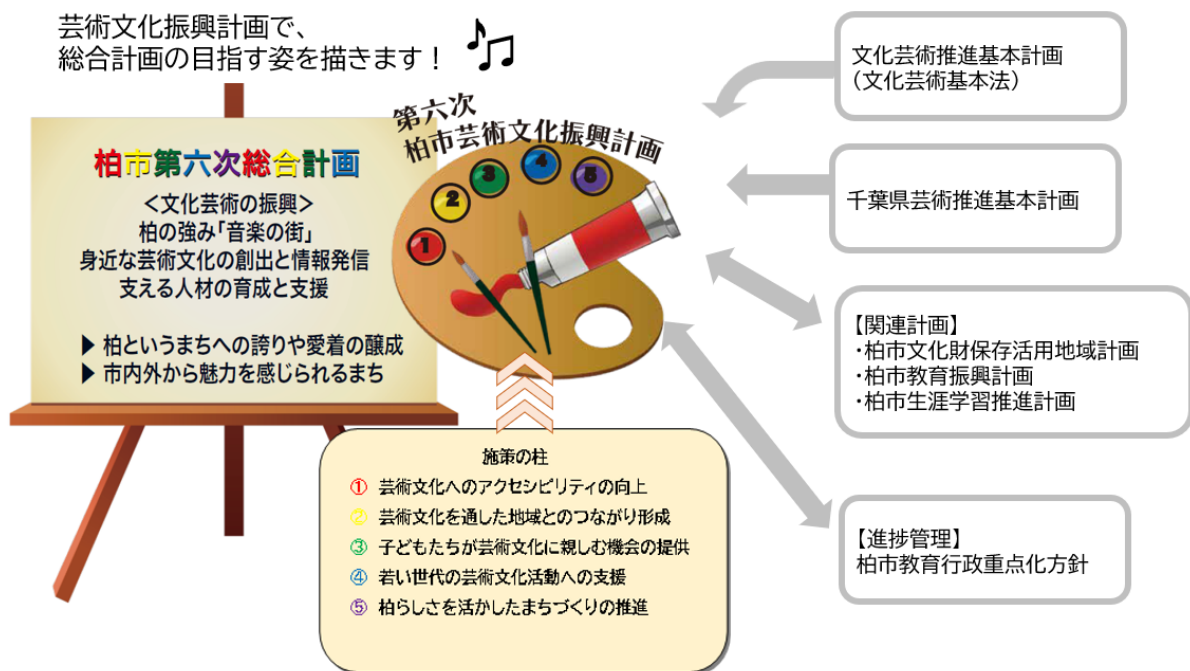 芸術文化振興計画で、
総合計画の目指す姿を描きます！
柏市第六次総合計画
＜文化芸術の振興＞
柏の強み「音楽の街」
身近な芸術文化の創出と情報発信
支える人材の育成と支援
▶ 柏というまちへの誇りや愛着の醸成
▶ 市内外から魅力を感じられるまち
第六次
柏市芸術文化振興計画
1
2
3
4
5
施策の柱
① 芸術文化へのアクセシビリティの向上
② 芸術文化を通した地域とのつながり形成
③ 子どもたちが芸術文化に親しむ機会の提供
④ 若い世代の芸術文化活動への支援
⑤ 柏らしさを活かしたまちづくりの推進
文化芸術推進基本計画
（文化芸術基本法）
千葉県芸術推進基本計画
【関連計画】
・柏市文化財保存活用地域計画
・柏市教育振興計画
・柏市生涯学習推進計画
【進捗管理】
柏市教育行政重点化方針